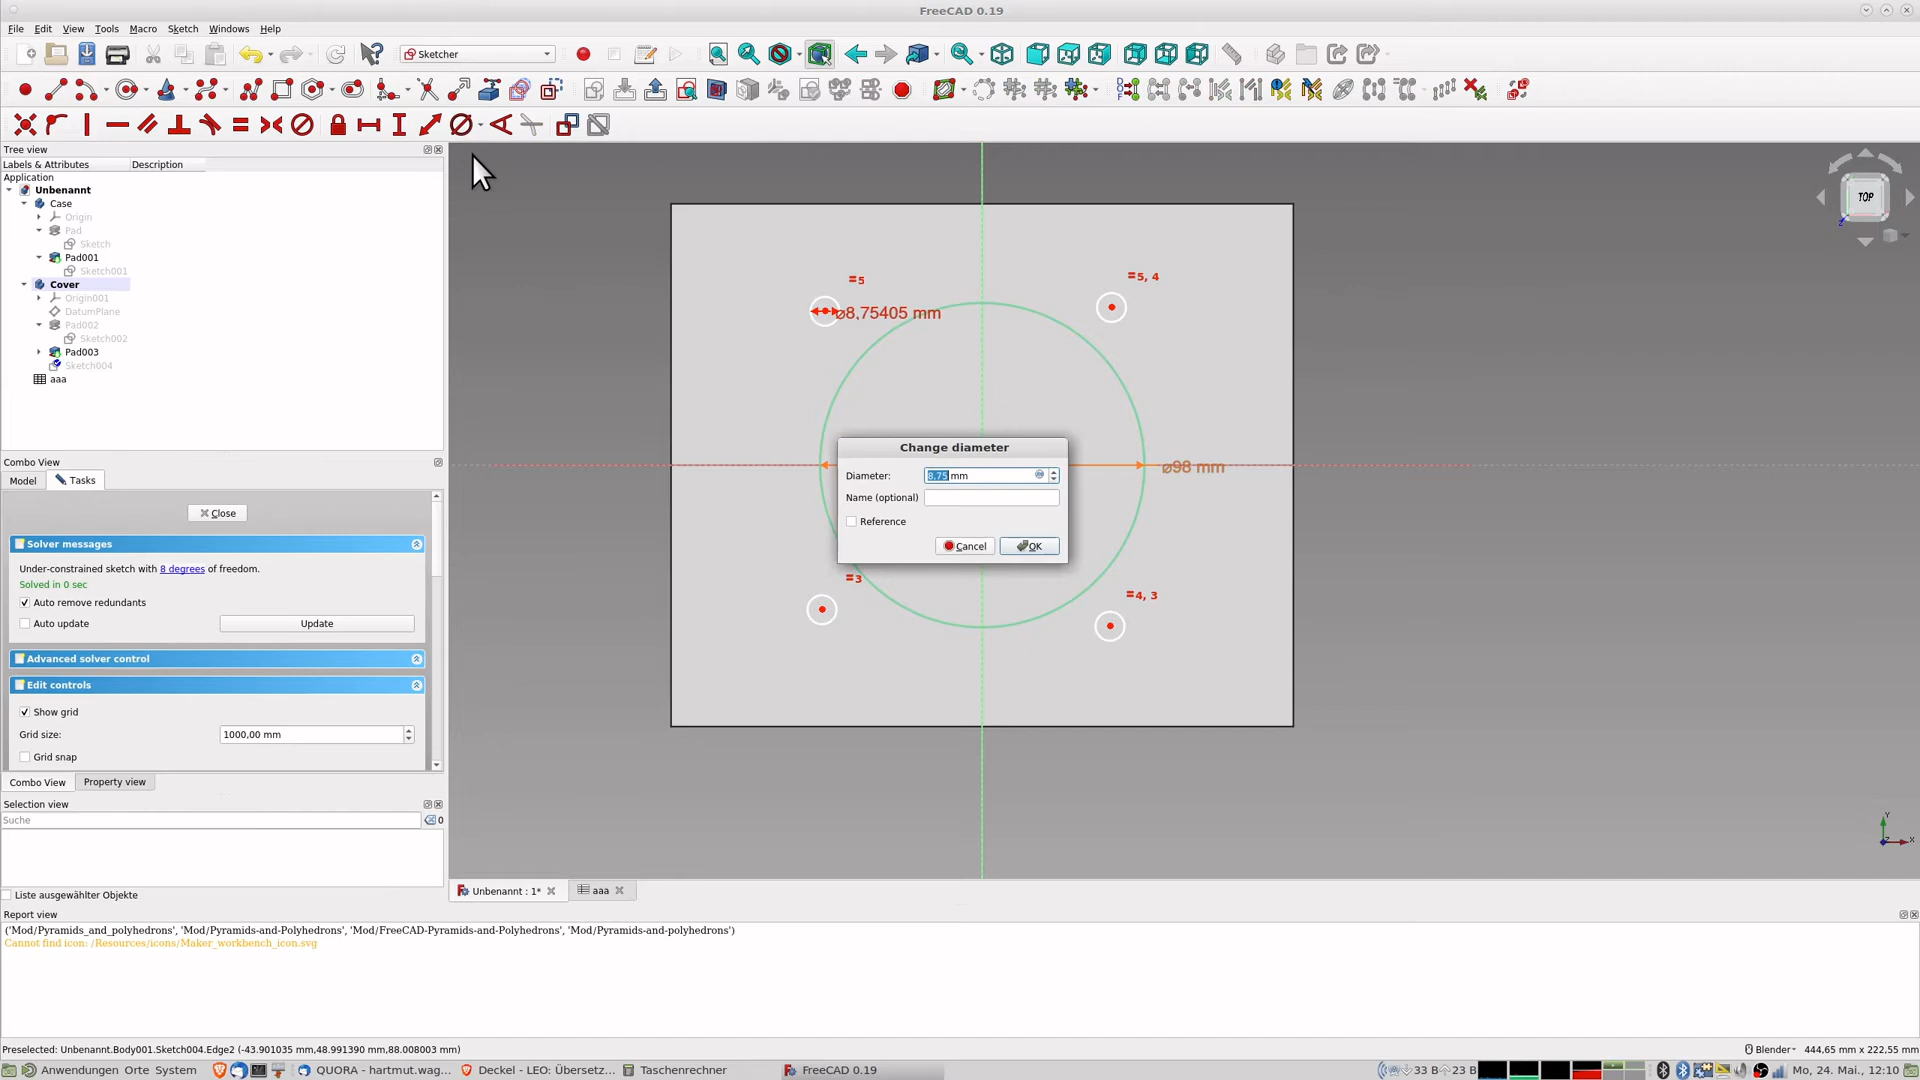 FreeCAD 0.19
File Edit View Tools Macro Sketch Windows Help
Sketcher
Tree view
Labels & Attributes Description
Application
Unbenannt
Case
Origin
Pad
Sketch
Pad001
Sketch001
Cover
Origin001
DatumPlane
Pad002
Sketch002
Pad003
Sketch004
aaa
Combo View
Model Tasks
Close
Solver messages
Under-constrained sketch with 8 degrees of freedom.
Solved in 0 sec
Auto remove redundants
Auto update Update
Advanced solver control
Edit controls
Show grid
Grid size: 1000,00 mm
Grid snap
Combo View Property view
Selection view
Suche 0
Liste ausgewählter Objekte
TOP
Z
=5
=5, 4
⌀8,75405 mm
⌀98 mm
=3
=4, 3
Change diameter
Diameter: 8,75 mm
Name (optional)
Reference
Cancel OK
Y
Z X
Unbenannt : 1* aaa
Report view
('Mod/Pyramids_and_polyhedrons', 'Mod/Pyramids-and-Polyhedrons', 'Mod/FreeCAD-Pyramids-and-Polyhedrons', 'Mod/Pyramids-and-polyhedrons')
Cannot find icon: /Resources/icons/Maker_workbench_icon.svg
Preselected: Unbenannt.Body001.Sketch004.Edge2 (-43.901035 mm,48.991390 mm,88.008003 mm) Blender 444,65 mm x 222,55 mm
Anwendungen Orte System QUORA - hartmut.wag... Deckel - LEO: Übersetz... Taschenrechner FreeCAD 0.19 33 B 23 B Mo, 24. Mai., 12:10